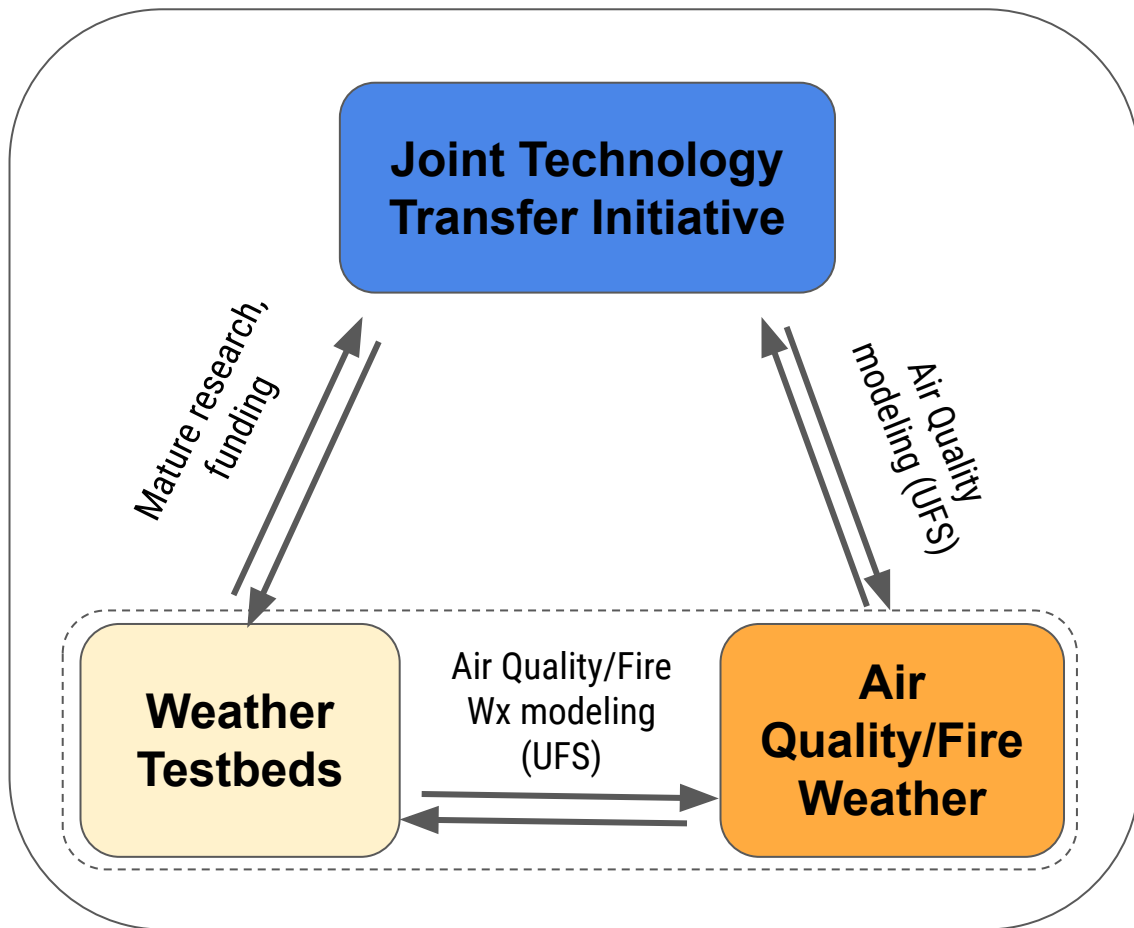 Joint Technology
Transfer Initiative
Mature research,
funding
Air Quality
modeling (UFS)
Weather
Testbeds
Air Quality/Fire
Wx modeling
(UFS)
Air
Quality/Fire
Weather